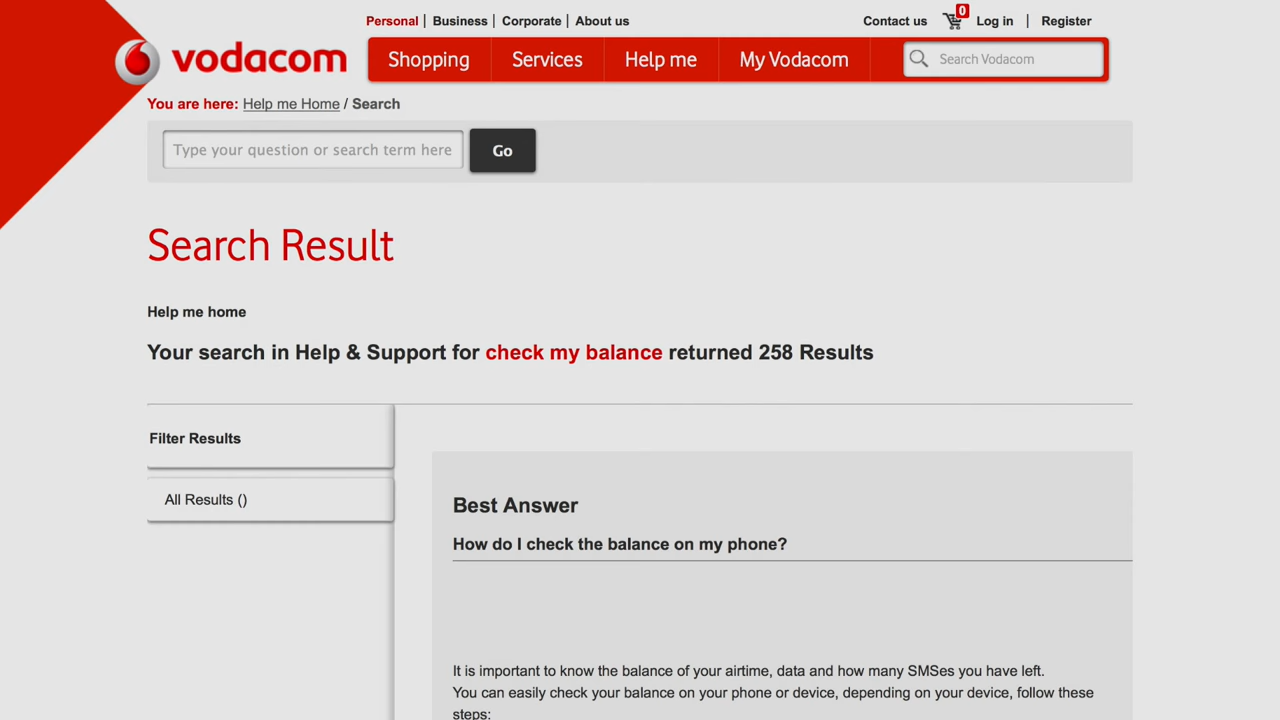 Personal | Business | Corporate | About us
Contact us 0 Log in | Register
vodacom
Shopping Services Help me My Vodacom Search Vodacom
You are here: Help me Home / Search
Type your question or search term here Go
Search Result
Help me home
Your search in Help & Support for check my balance returned 258 Results
Filter Results
All Results ()
Best Answer
How do I check the balance on my phone?
It is important to know the balance of your airtime, data and how many SMSes you have left.
You can easily check your balance on your phone or device, depending on your device, follow these
steps: